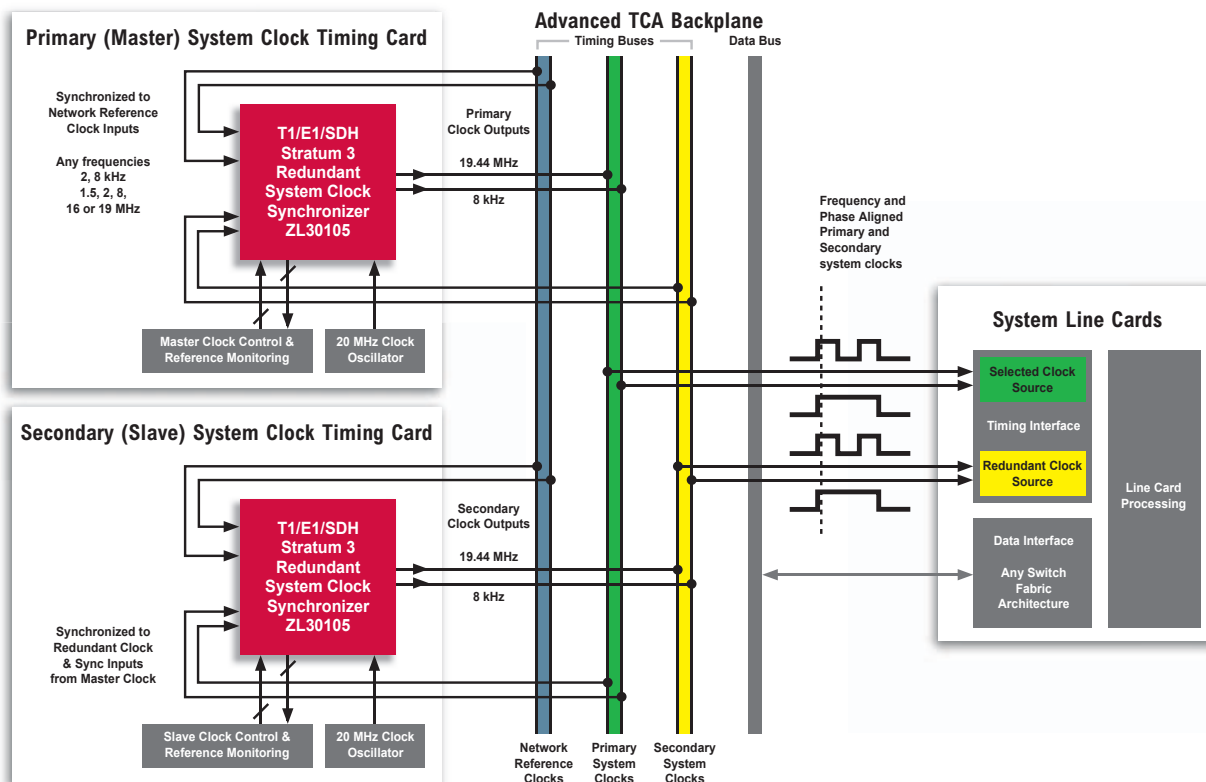 Advanced TCA Backplane
Timing Buses
Data Bus
Primary (Master) System Clock Timing Card
Synchronized to
Network Reference
Clock Inputs
Any frequencies
2, 8 kHz
1.5, 2, 8,
16 or 19 MHz
T1/E1/SDH
Stratum 3
Redundant
System Clock
Synchronizer
ZL30105
Primary
Clock Outputs
19.44 MHz
8 kHz
Master Clock Control &
Reference Monitoring
20 MHz Clock
Oscillator
Frequency and
Phase Aligned
Primary and
Secondary
system clocks
System Line Cards
Selected Clock
Source
Timing Interface
Redundant Clock
Source
Data Interface
Any Switch
Fabric
Architecture
Line Card
Processing
Secondary (Slave) System Clock Timing Card
T1/E1/SDH
Stratum 3
Redundant
System Clock
Synchronizer
ZL30105
Secondary
Clock Outputs
19.44 MHz
8 kHz
Synchronized to
Redundant Clock
& Sync Inputs
from Master Clock
Slave Clock Control &
Reference Monitoring
20 MHz Clock
Oscillator
Network
Reference
Clocks
Primary
System
Clocks
Secondary
System
Clocks